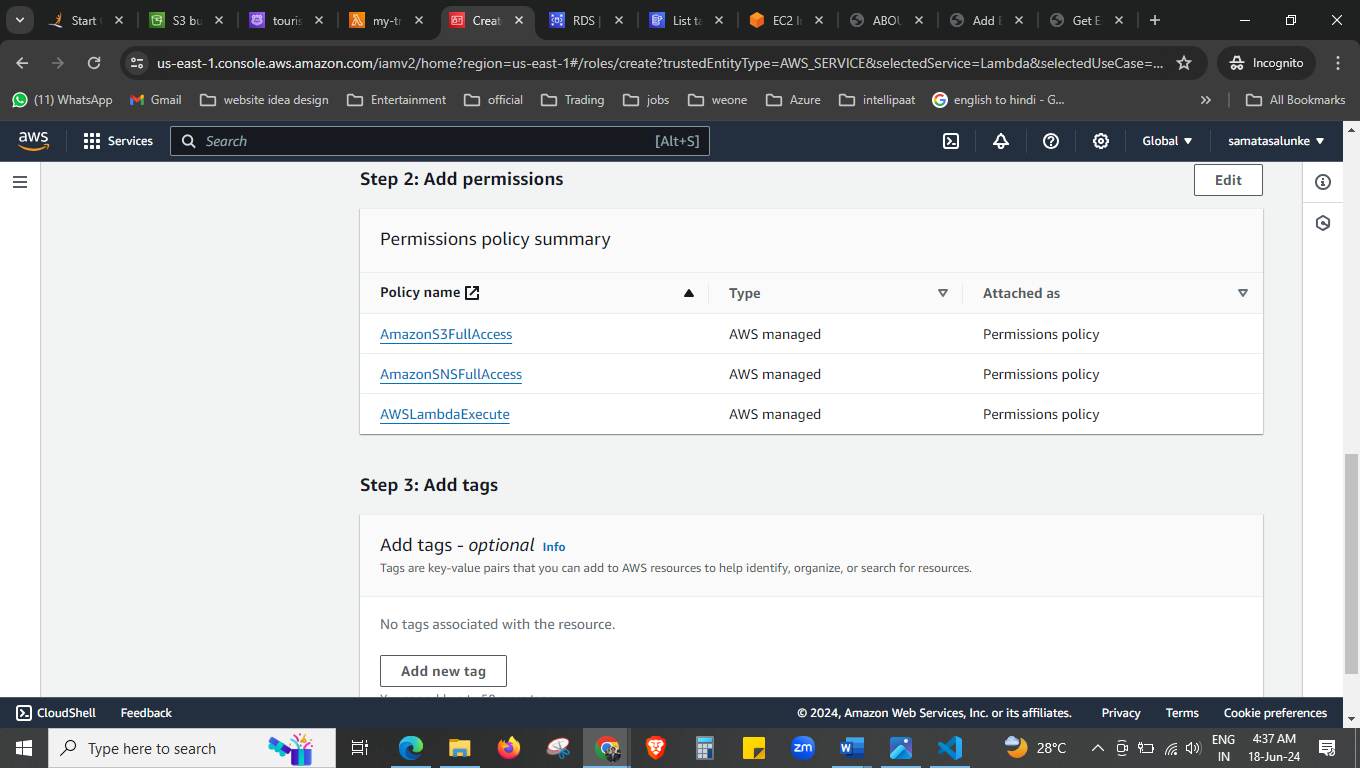 Start
S3 bu
touris
my-tr
Create
RDS |
List ta
EC2 In
ABOU
Add E
Get E
us-east-1.console.aws.amazon.com/iamv2/home?region=us-east-1#/roles/create?trustedEntityType=AWS_SERVICE&selectedService=Lambda&selectedUseCase=...
Incognito
(11) WhatsApp
Gmail
website idea design
Entertainment
official
Trading
jobs
weone
Azure
intellipaat
english to hindi - G...
All Bookmarks
aws
Services
Search
[Alt+S]
Global
samatasalunke
Step 2: Add permissions
Edit
Permissions policy summary
Policy name
Type
Attached as
AmazonS3FullAccess
AWS managed
Permissions policy
AmazonSNSFullAccess
AWS managed
Permissions policy
AWSLambdaExecute
AWS managed
Permissions policy
Step 3: Add tags
Add tags - optional Info
Tags are key-value pairs that you can add to AWS resources to help identify, organize, or search for resources.
No tags associated with the resource.
Add new tag
CloudShell
Feedback
© 2024, Amazon Web Services, Inc. or its affiliates.
Privacy
Terms
Cookie preferences
Type here to search
zm
28°C
ENG
IN
4:37 AM
18-Jun-24